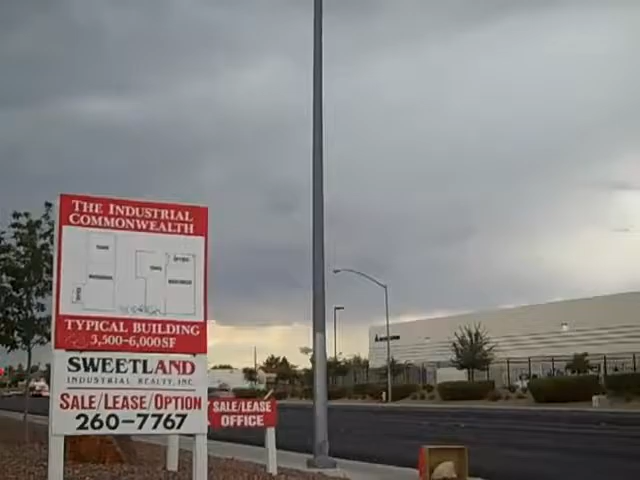 THE INDUSTRIAL
COMMONWEALTH
TYPICAL BUILDING
3,500-6,000SF
SWEETLAND
INDUSTRIAL REALTY, INC.
SALE/LEASE/OPTION
260-7767
SALE/LEASE
OFFICE